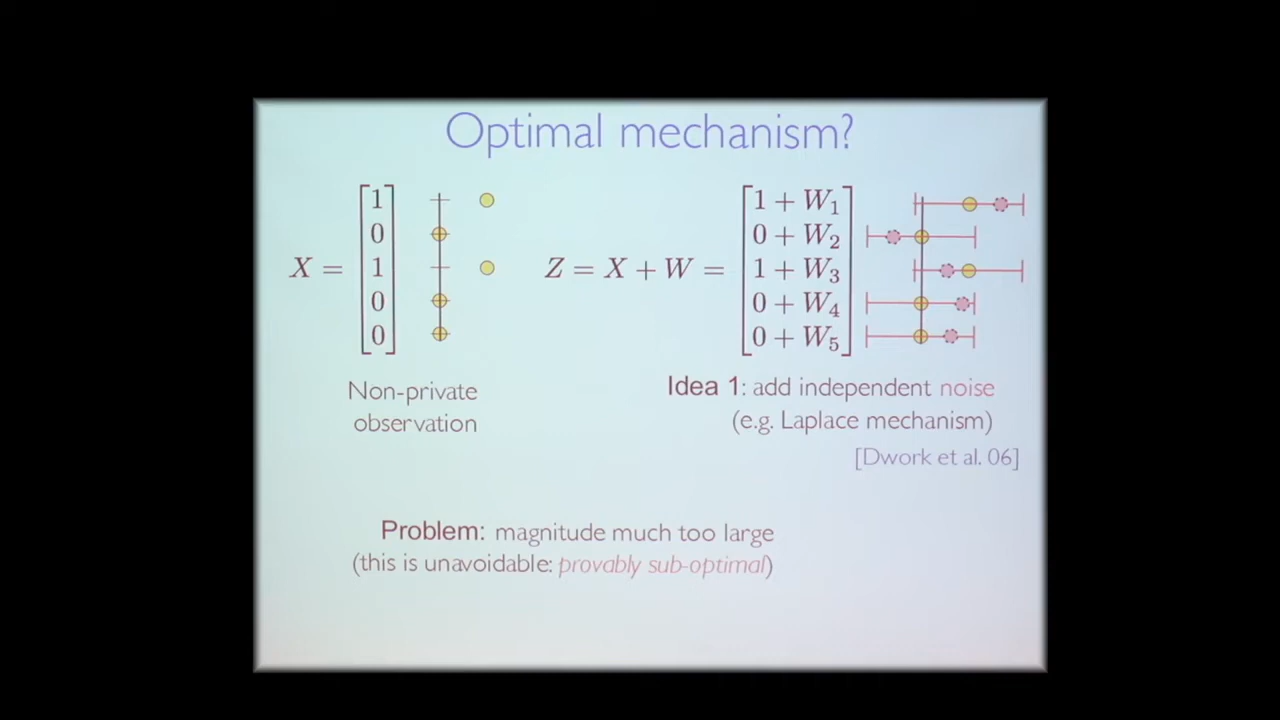 Optimal mechanism?
X = [1 0 1 0 0]
Z = X + W = [1 + W₁ 0 + W₂ 1 + W₃ 0 + W₄ 0 + W₅]
Non-private
observation
Idea 1: add independent noise
(e.g. Laplace mechanism)
[Dwork et al. 06]
Problem: magnitude much too large
(this is unavoidable: provably sub-optimal)